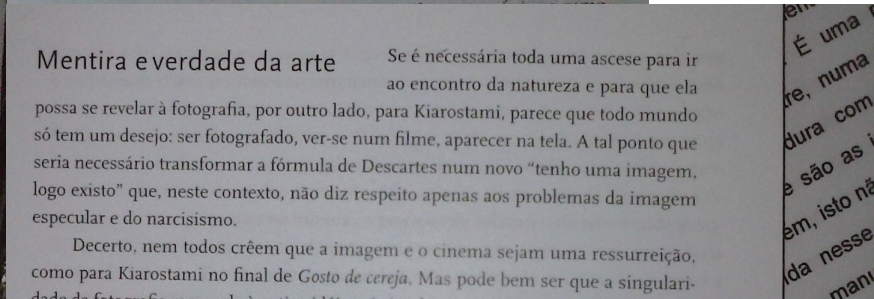 Mentira e verdade da arte
Se é necessária toda uma ascese para ir
ao encontro da natureza e para que ela
possa se revelar à fotografia, por outro lado, para Kiarostami, parece que todo mundo
só tem um desejo: ser fotografado, ver-se num filme, aparecer na tela. A tal ponto que
seria necessário transformar a fórmula de Descartes num novo “tenho uma imagem,
logo existo” que, neste contexto, não diz respeito apenas aos problemas da imagem
especular e do narcisismo.
Decerto, nem todos crêem que a imagem e o cinema sejam uma ressurreição,
como para Kiarostami no final de Gosto de cereja. Mas pode bem ser que a singulari-
É uma
re, numa
dura com
e são as i
em, isto nã
da nesse
manu